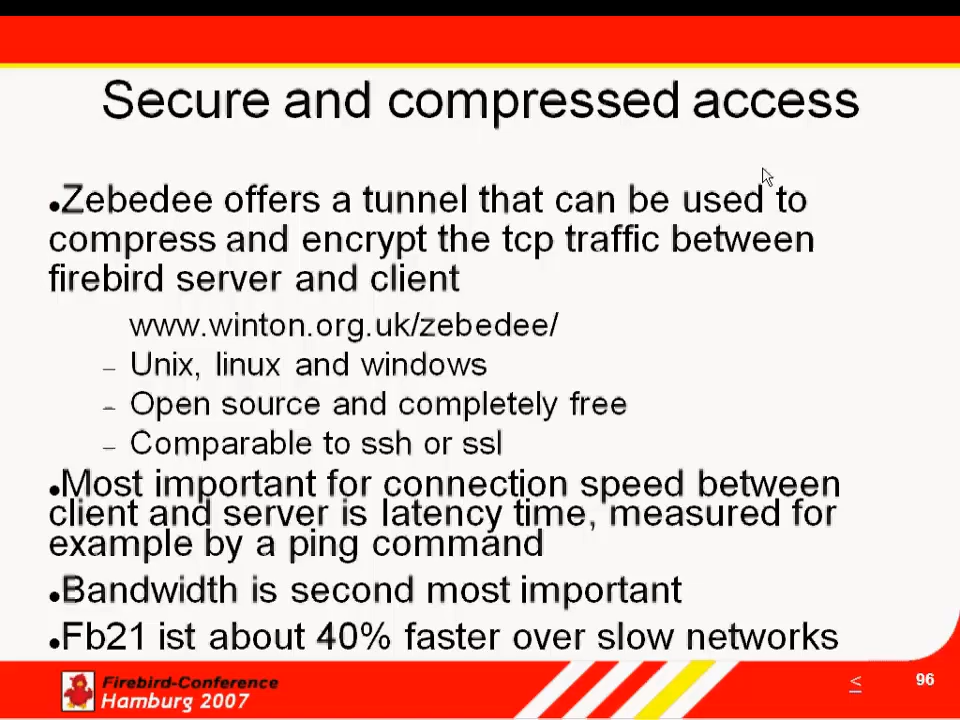 Secure and compressed access
●Zebedee offers a tunnel that can be used to
compress and encrypt the tcp traffic between
firebird server and client
www.winton.org.uk/zebedee/
– Unix, linux and windows
– Open source and completely free
– Comparable to ssh or ssl
●Most important for connection speed between
client and server is latency time, measured for
example by a ping command
●Bandwidth is second most important
●Fb21 ist about 40% faster over slow networks
Firebird-Conference
Hamburg 2007
<
96